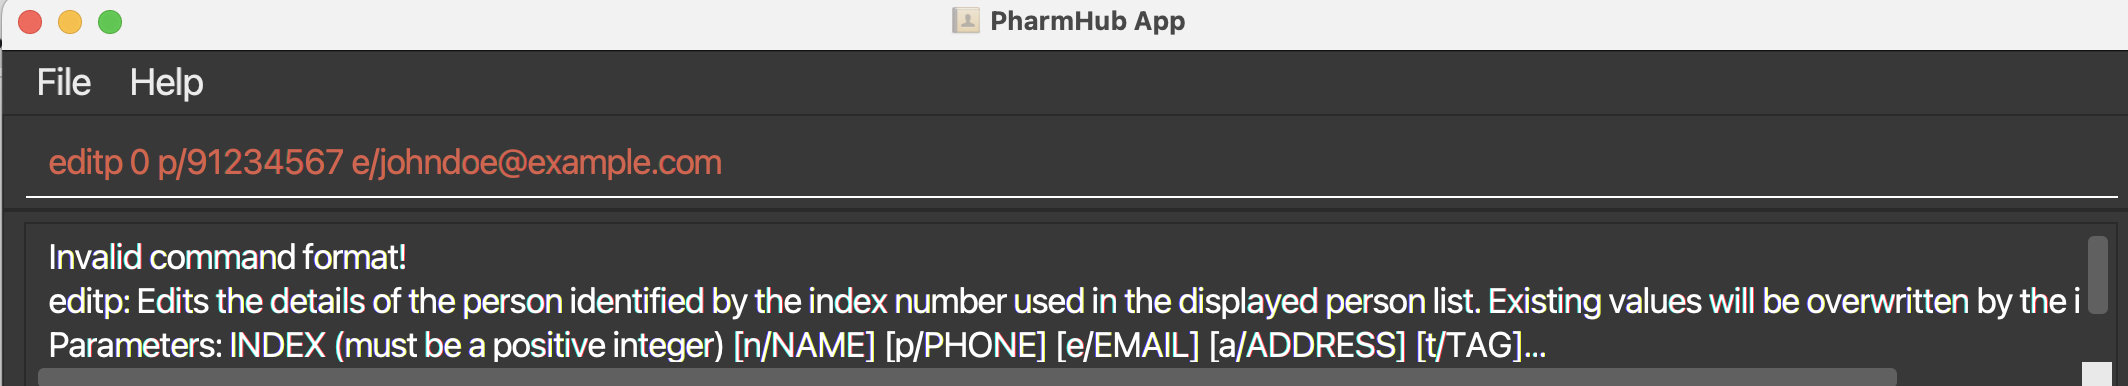 PharmHub App
File Help
editp 0 p/91234567 e/johndoe@example.com
Invalid command format!
editp: Edits the details of the person identified by the index number used in the displayed person list. Existing values will be overwritten by the i
Parameters: INDEX (must be a positive integer) [n/NAME] [p/PHONE] [e/EMAIL] [a/ADDRESS] [t/TAG]...